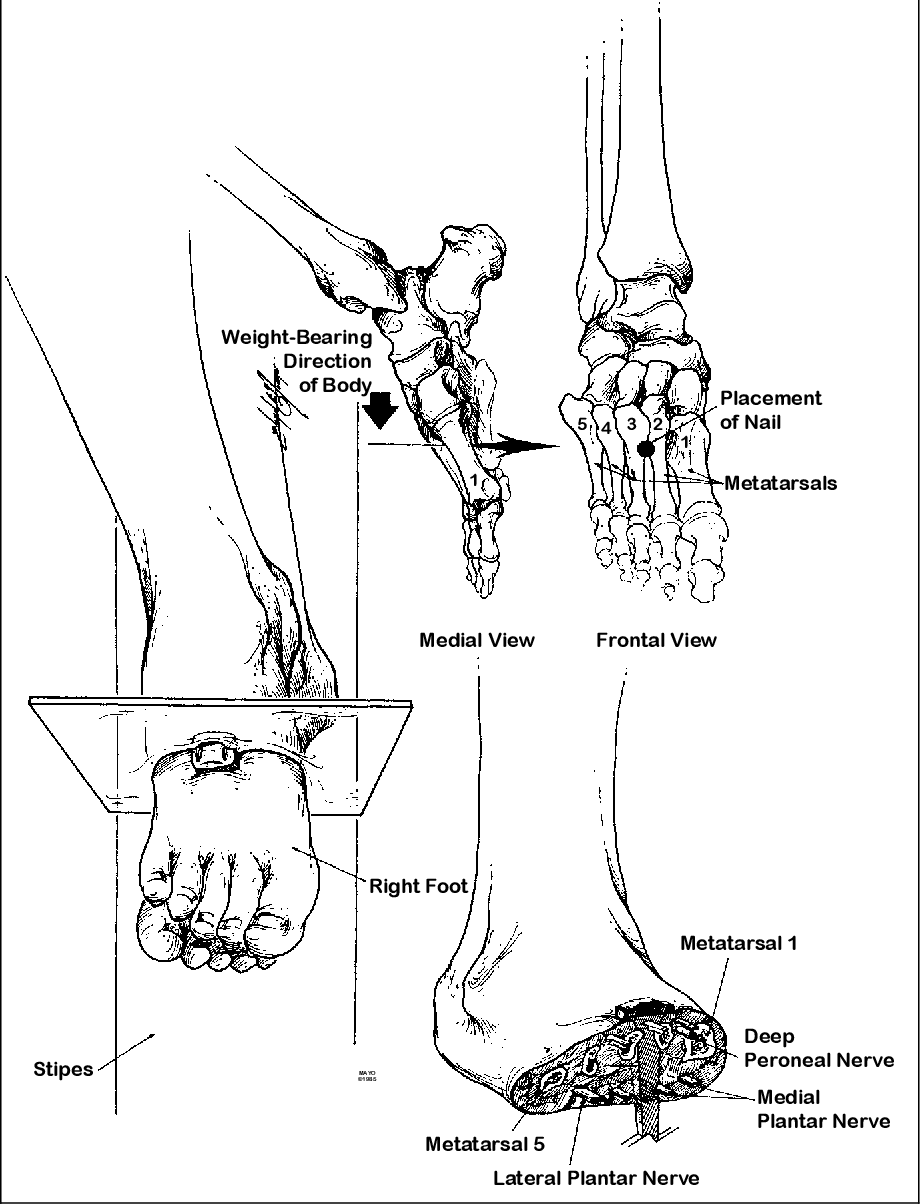 Weight-Bearing
Direction
of Body
Placement
of Nail
5
4
3
2
1
Metatarsals
1
Medial View
Frontal View
Right Foot
Metatarsal 1
Deep
Peroneal Nerve
Stipes
MAYO
©1985
Medial
Plantar Nerve
Metatarsal 5
Lateral Plantar Nerve